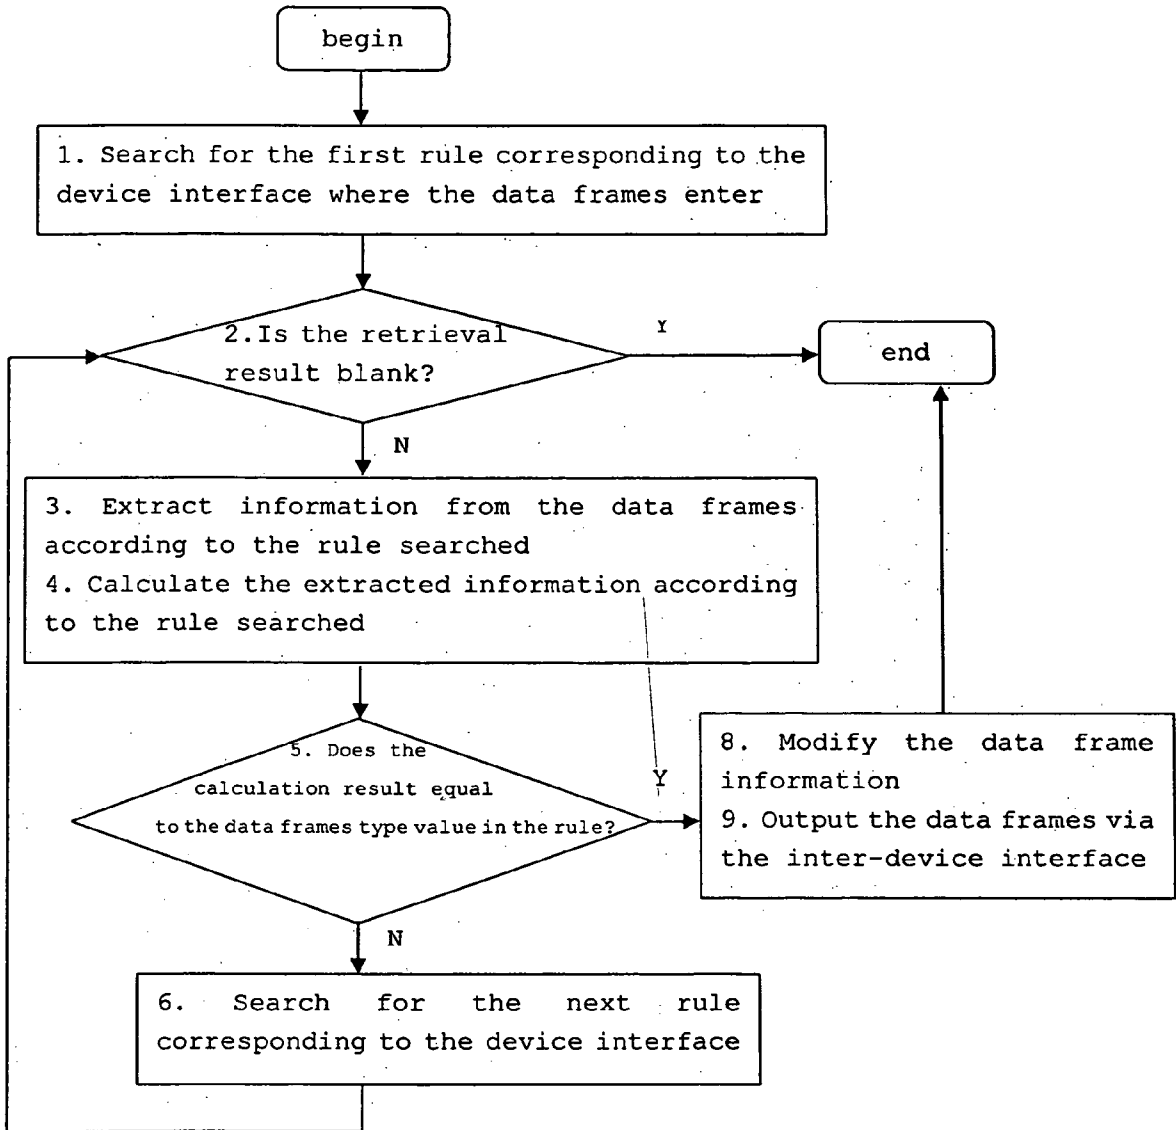 begin
1. Search for the first rule corresponding to the
device interface where the data frames enter
2.Is the retrieval
result blank?
Y
end
N
3. Extract information from the data frames
according to the rule searched
4. Calculate the extracted information according
to the rule searched
5. Does the
calculation result equal
to the data frames type value in the rule?
Y
8. Modify the data frame
information
9. Output the data frames via
the inter-device interface
N
6. Search for the next rule
corresponding to the device interface